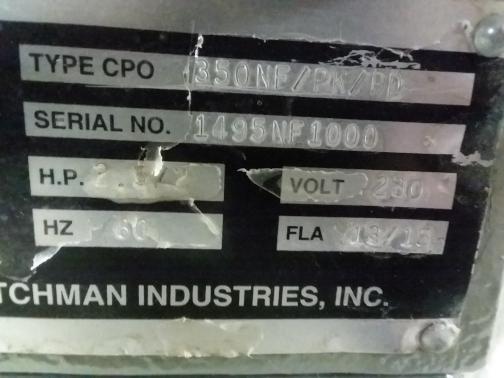 TYPE CPO 350NF/PK/PD
SERIAL NO. 1495NF1000
H.P.
VOLT 230
HZ 60
FLA 13/15
TCHMAN INDUSTRIES, INC.